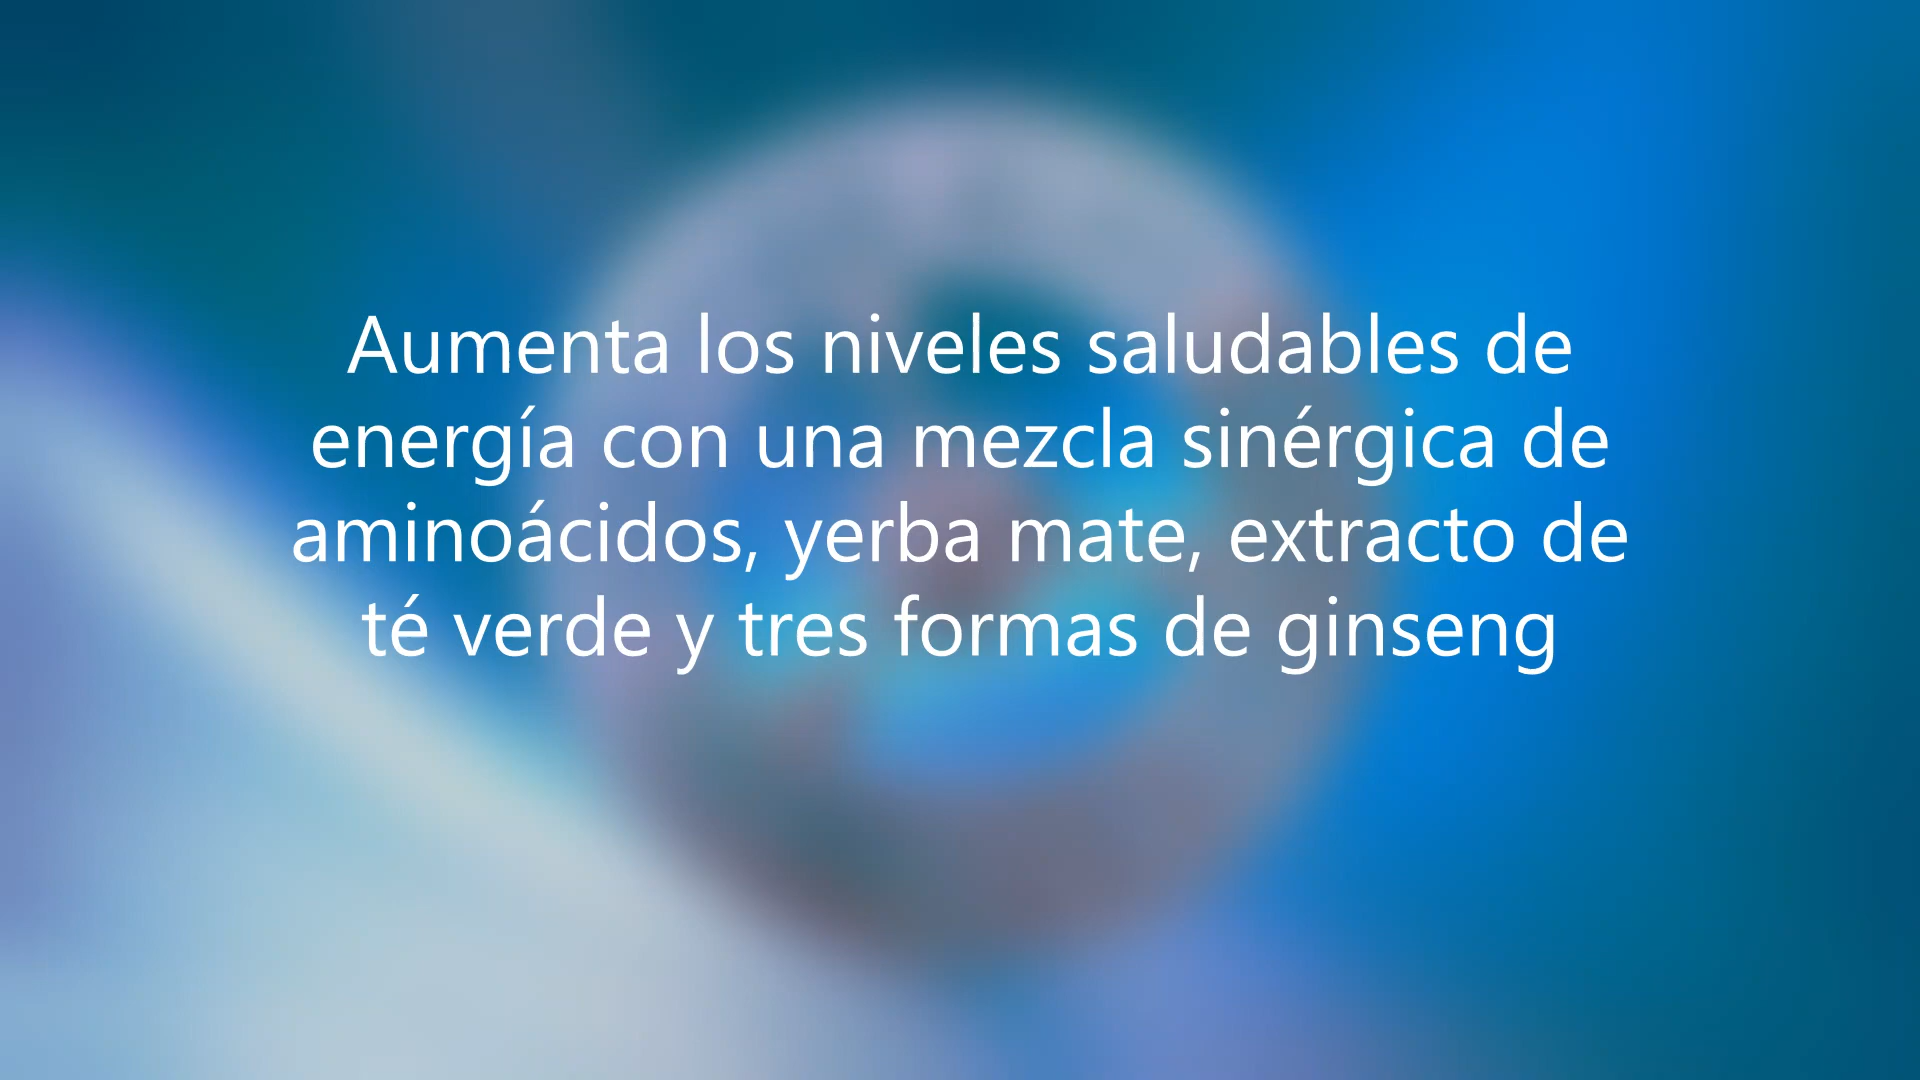 Aumenta los niveles saludables de
energía con una mezcla sinérgica de
aminoácidos, yerba mate, extracto de
té verde y tres formas de ginseng